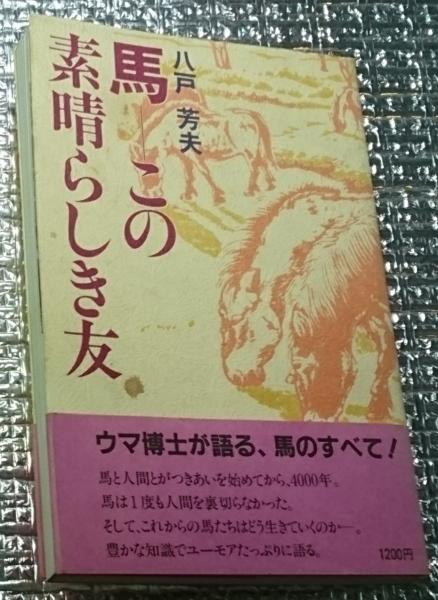 馬―この
素晴らしき友
八戸 芳夫
ウマ博士が語る、馬のすべて!
馬と人間とがつきあいを始めてから、4000年。
馬は1度も人間を裏切らなかった。
そして、これからの馬たちはどう生きていくのか―。
豊かな知識でユーモアたっぷりに語る。
1200円